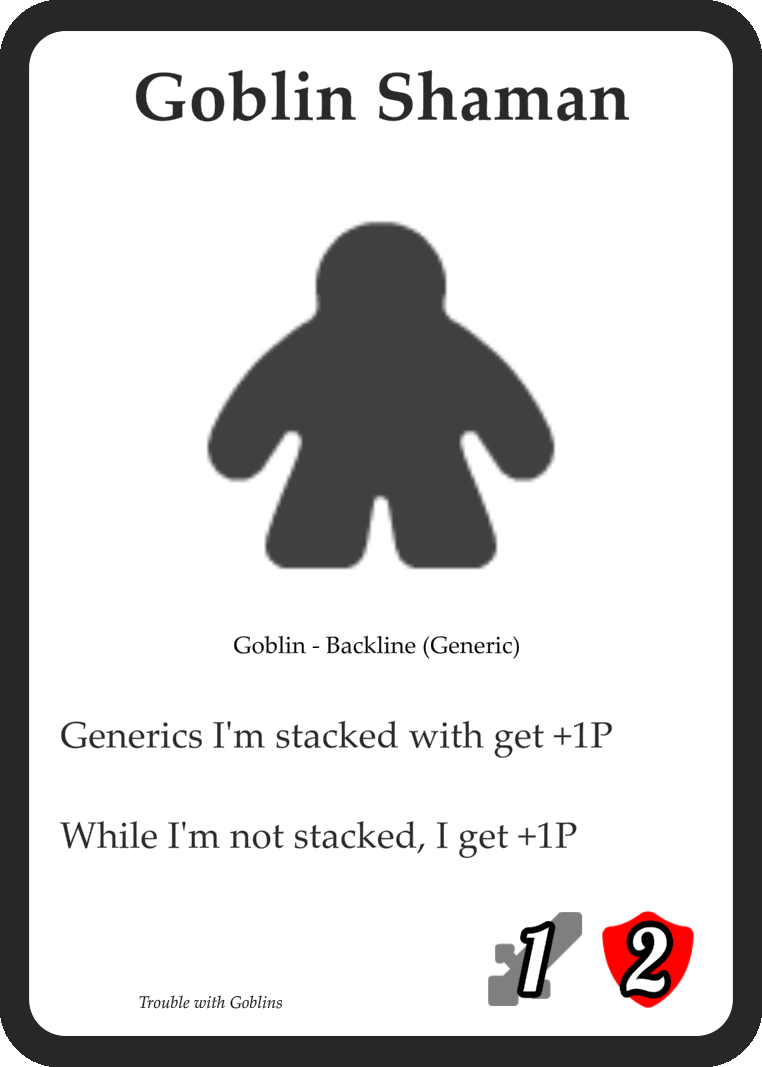 Goblin Shaman
Goblin - Backline (Generic)
Generics I'm stacked with get +1P
While I'm not stacked, I get +1P
1 2
Trouble with Goblins